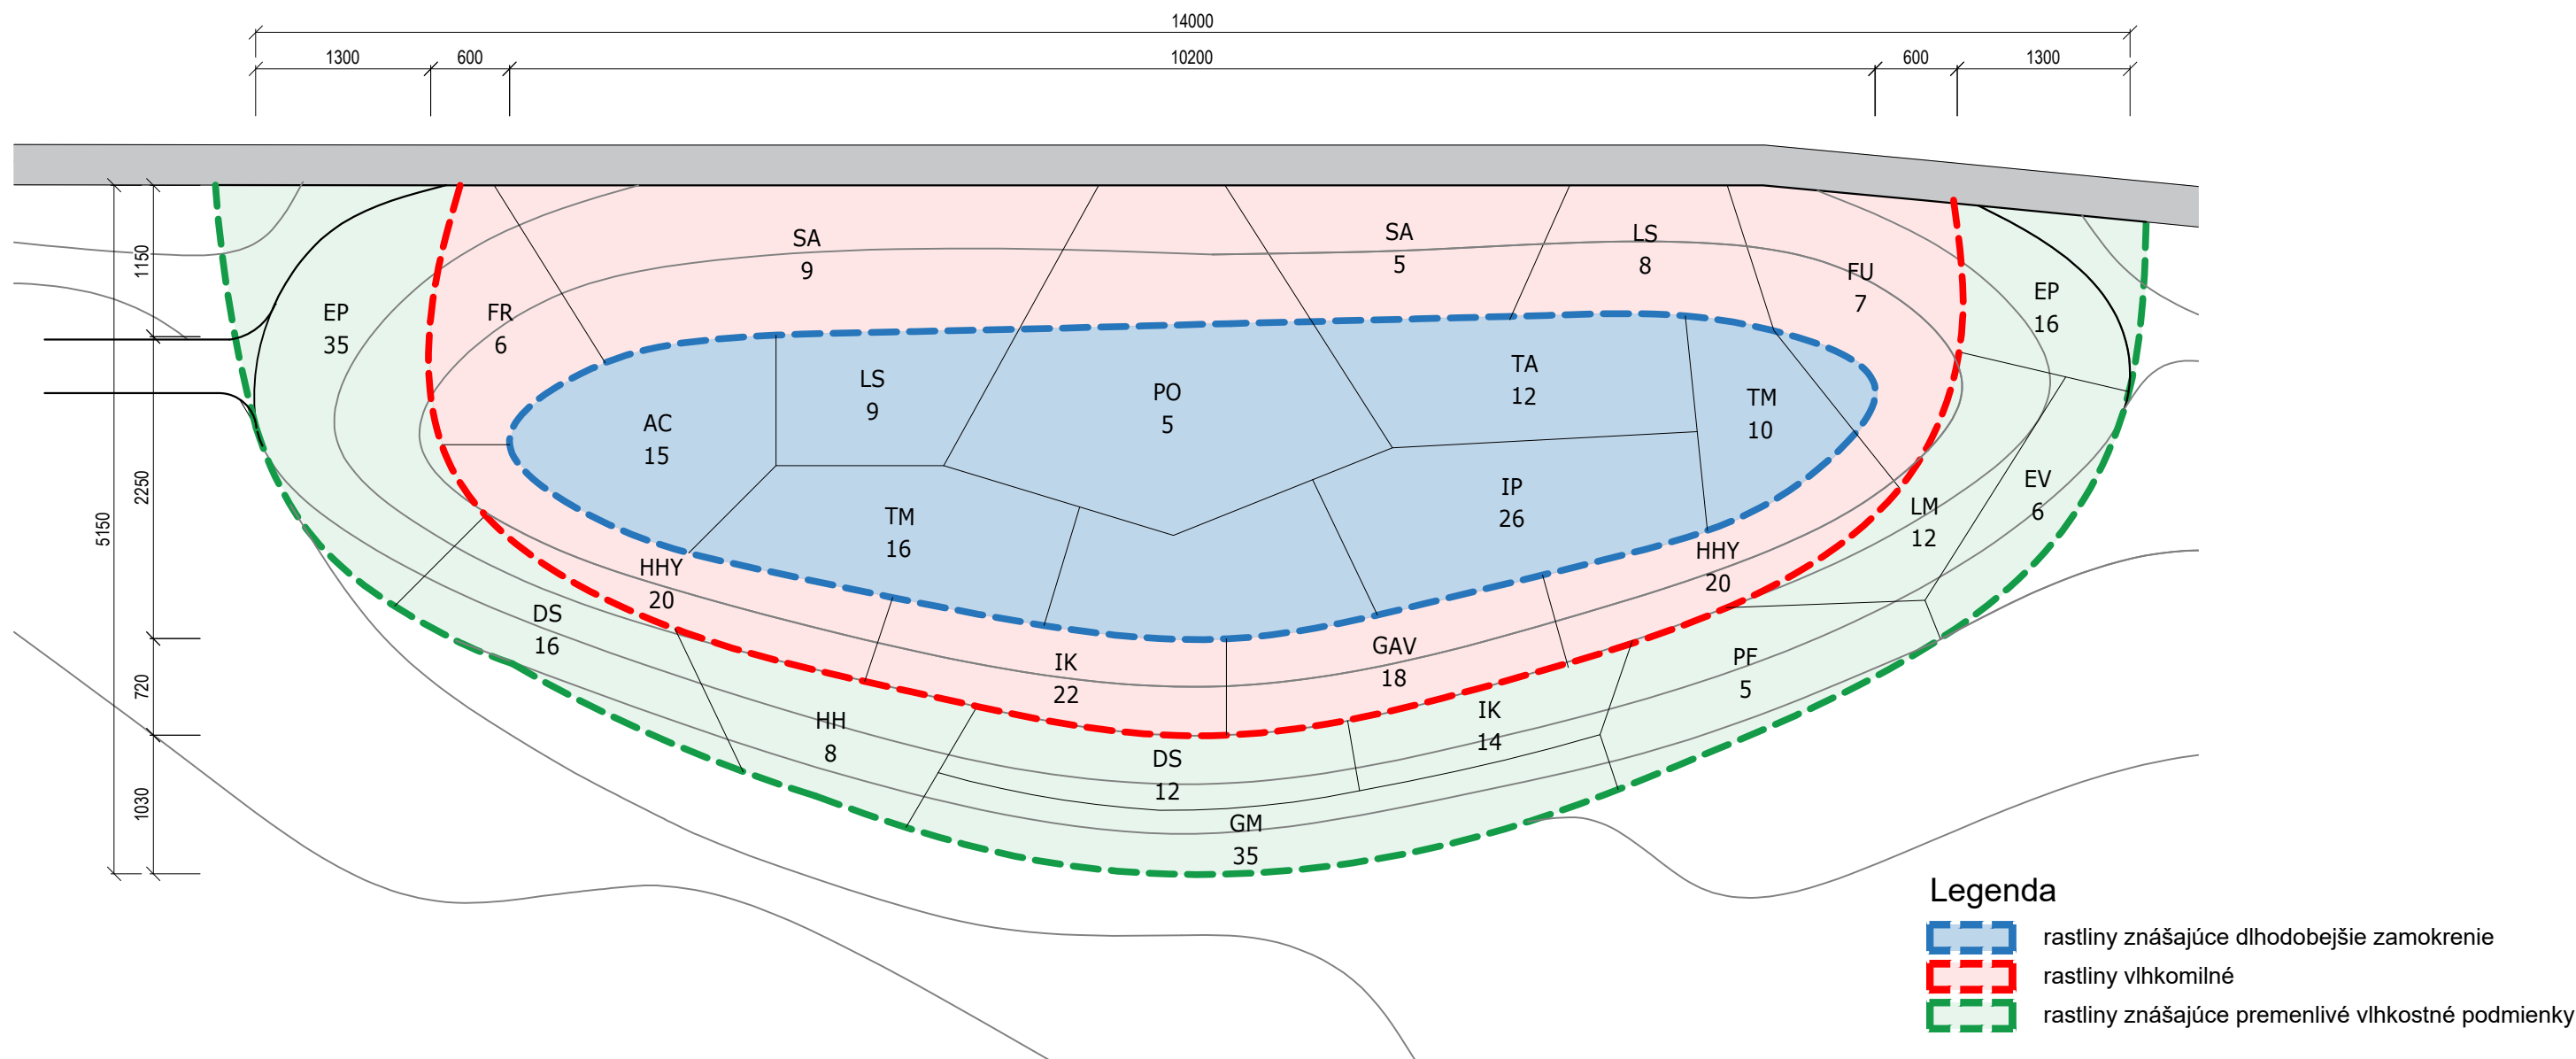 14000
1300 600 10200 600 1300
1150
2250
5150
720
1030
SA
9
SA
5
LS
8
FU
7
EP
16
EP
35
FR
6
LS
9
PO
5
TA
12
TM
10
AC
15
TM
16
IP
26
EV
6
LM
12
HHY
20
HHY
20
DS
16
IK
22
GAV
18
PF
5
HH
8
IK
14
DS
12
GM
35
Legenda
rastliny znášajúce dlhodobejšie zamokrenie
rastliny vlhkomilné
rastliny znášajúce premenlivé vlhkostné podmienky